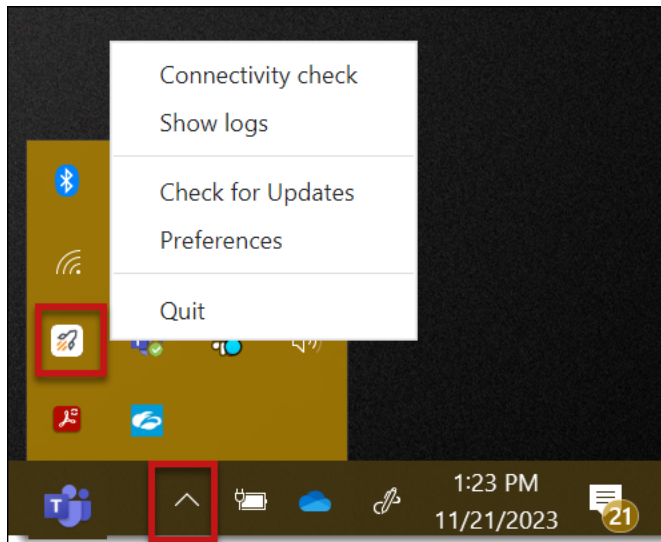 Connectivity check
Show logs
Check for Updates
Preferences
Quit
T
1:23 PM
11/21/2023
21